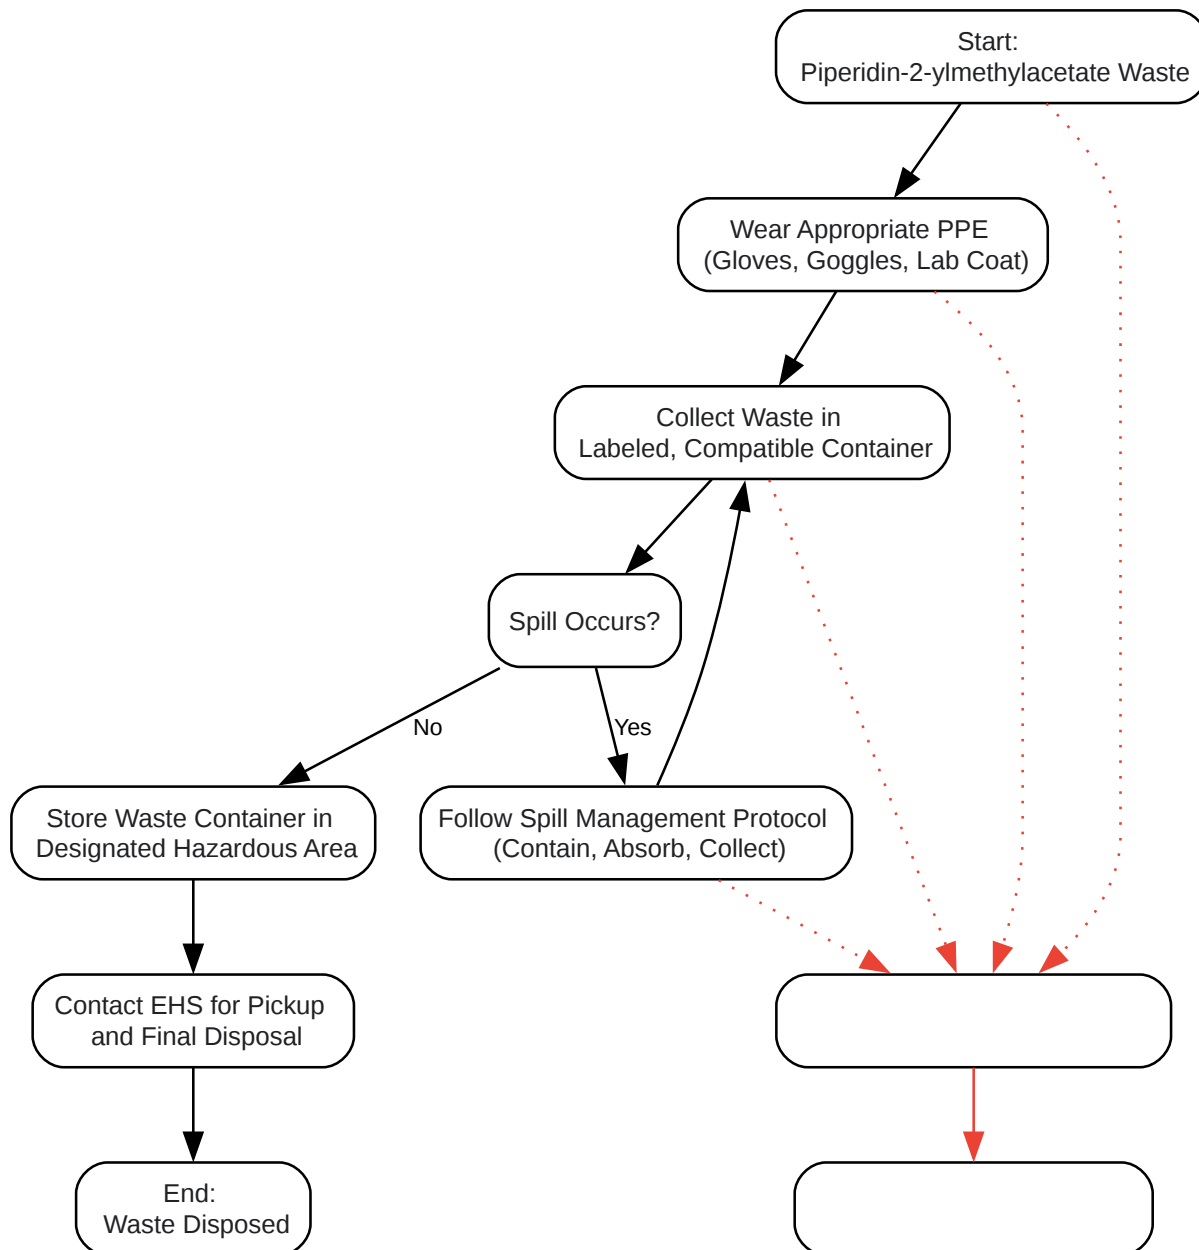 Start:
Piperidin-2-ylmethylacetate Waste
Wear Appropriate PPE
(Gloves, Goggles, Lab Coat)
Collect Waste in
Labeled, Compatible Container
Spill Occurs?
No
Yes
Store Waste Container in
Designated Hazardous Area
Follow Spill Management Protocol
(Contain, Absorb, Collect)
Contact EHS for Pickup
and Final Disposal
End:
Waste Disposed